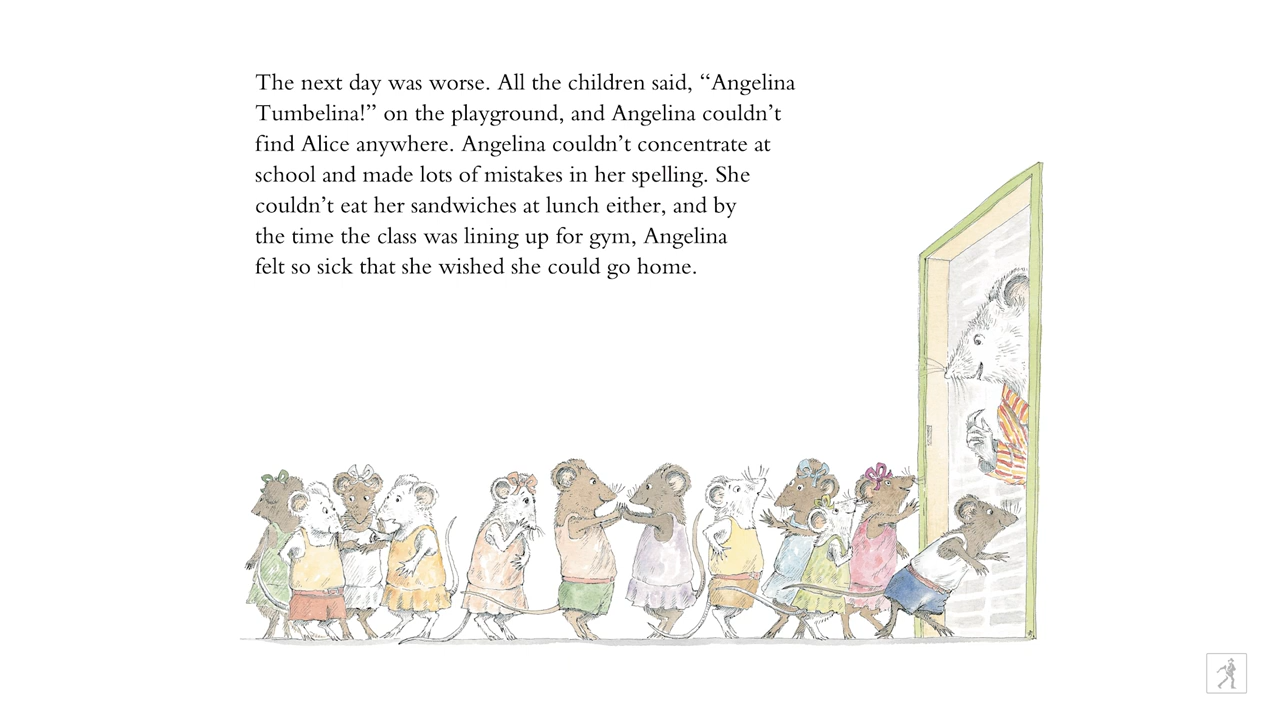 The next day was worse. All the children said, “Angelina
Tumbelina!” on the playground, and Angelina couldn’t
find Alice anywhere. Angelina couldn’t concentrate at
school and made lots of mistakes in her spelling. She
couldn’t eat her sandwiches at lunch either, and by
the time the class was lining up for gym, Angelina
felt so sick that she wished she could go home.